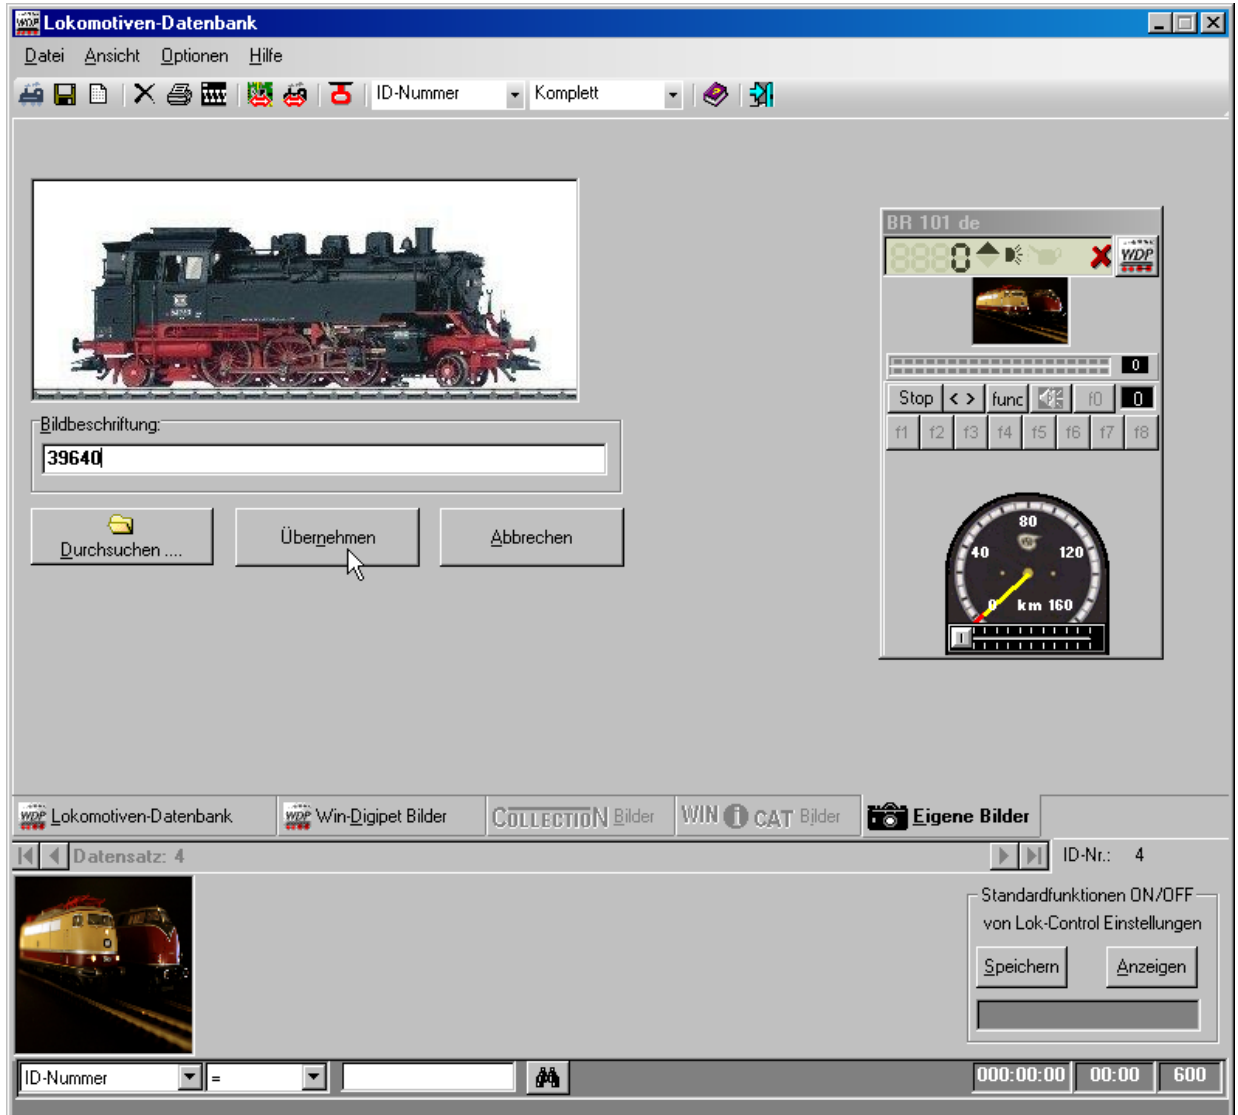 Lokomotiven-Datenbank
Datei Ansicht Optionen Hilfe
ID-Nummer Komplett
BR 101 de
0
WDP
0
Stop < > func f0 0
f1 f2 f3 f4 f5 f6 f7 f8
Bildbeschriftung:
39640
Durchsuchen .... Übernehmen Abbrechen
80
40 120
0 km 160
Lokomotiven-Datenbank Win-Digipet Bilder COLLECTION Bilder WIN CAT Bilder Eigene Bilder
Datensatz: 4 ID-Nr.: 4
Standardfunktionen ON/OFF
von Lok-Control Einstellungen
Speichern Anzeigen
ID-Nummer = 000:00:00 00:00 600